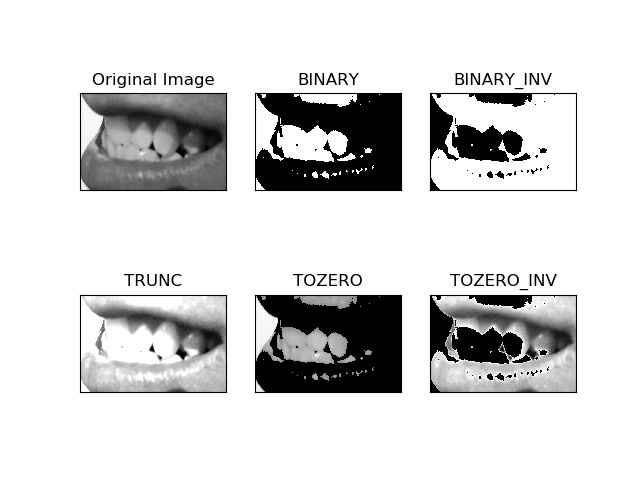 Original Image
BINARY
BINARY_INV
TRUNC
TOZERO
TOZERO_INV